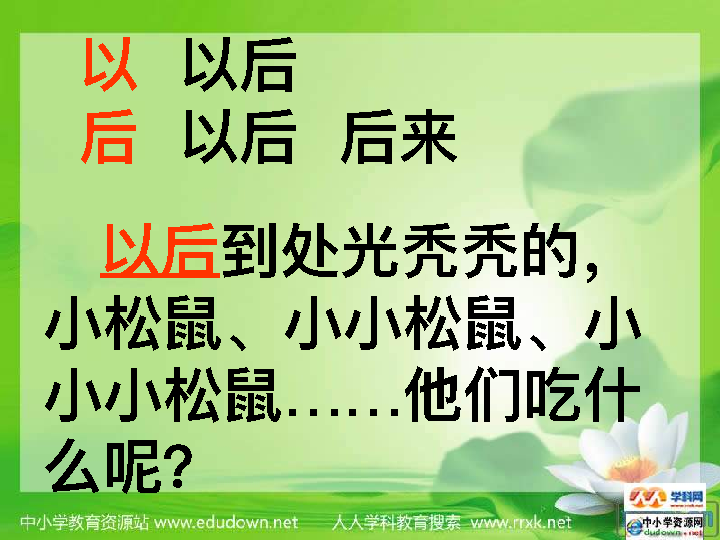 以 以后
后 以后 后来
以后到处光秃秃的，
小松鼠、小小松鼠、小
小小松鼠……他们吃什
么呢？
中小学教育资源站 www.edudown.net 人人学科教育搜索 www.rrxk.net
学科网
www.rrxk.net
中小学资源网